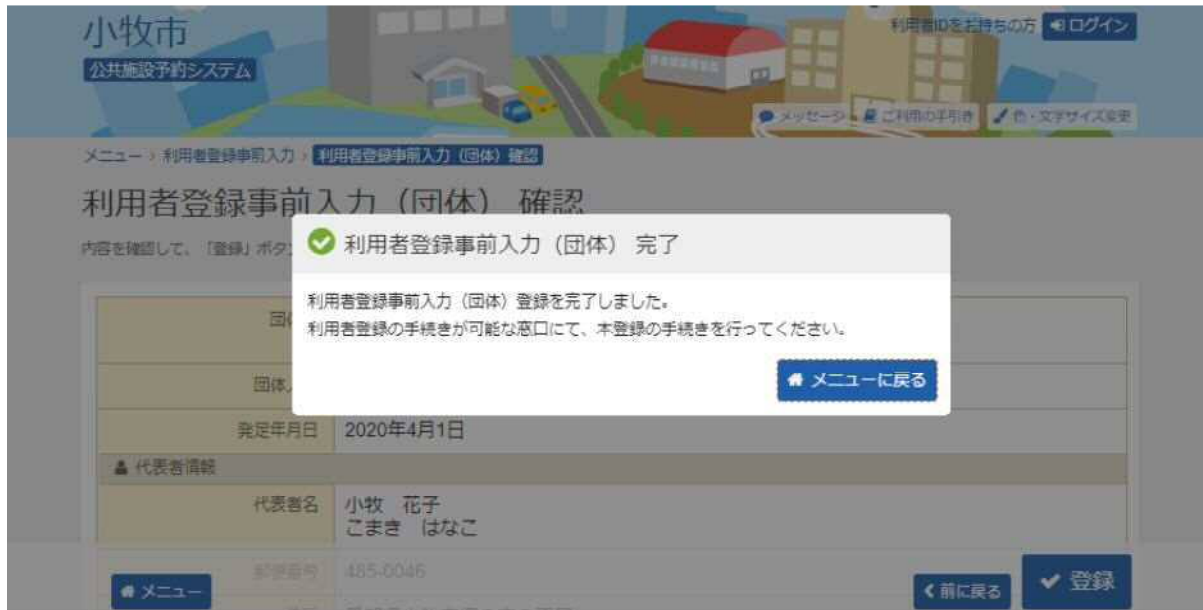 小牧市
公共施設予約システム
利用者IDをお持ちの方 ログイン
メッセージ ご利用の手引き 色・文字サイズ変更
メニュー › 利用者登録事前入力 › 利用者登録事前入力（団体）確認
利用者登録事前入力（団体） 確認
内容を確認して、「登録」ボタ
利用者登録事前入力（団体） 完了
利用者登録事前入力（団体）登録を完了しました。
利用者登録の手続きが可能な窓口にて、本登録の手続きを行ってください。
メニューに戻る
団体
団体
発足年月日 2020年4月1日
代表者情報
代表者名 小牧 花子
こまき はなこ
郵便番号 485-0046
メニュー
前に戻る
登録